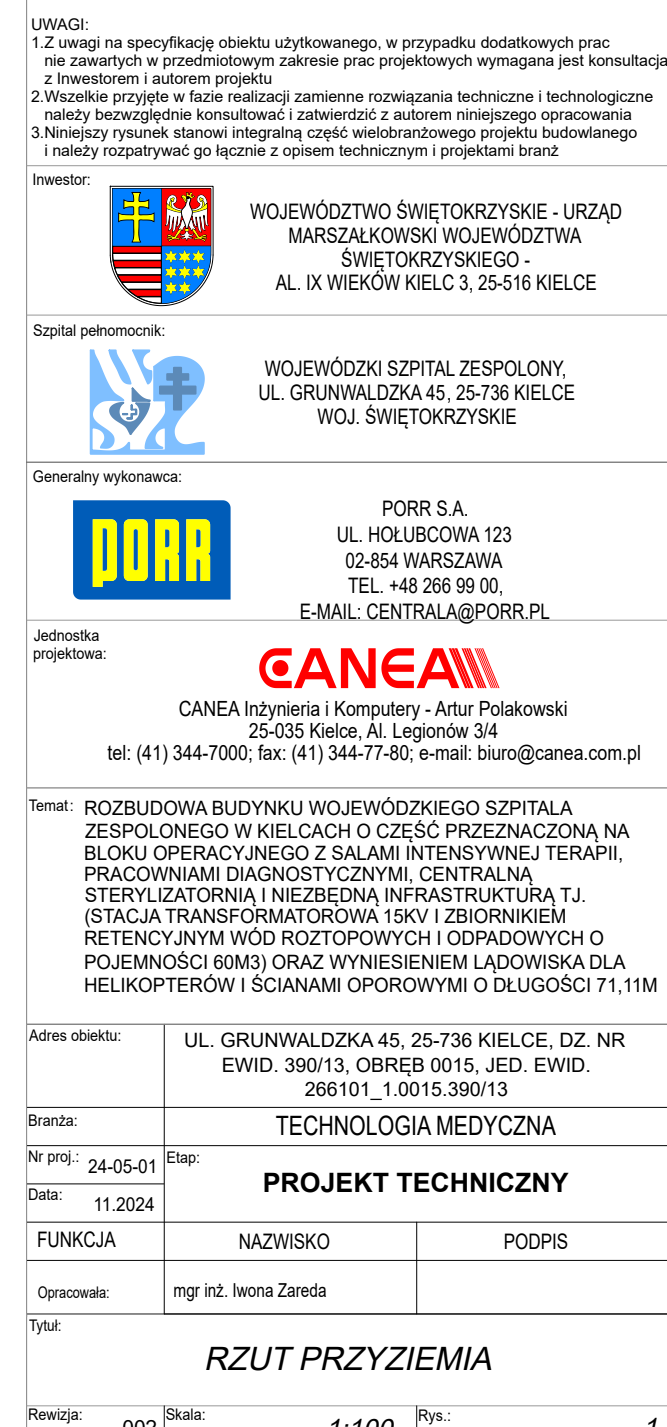 UWAGI:
1.Z uwagi na specyfikację obiektu użytkowanego, w przypadku dodatkowych prac
nie zawartych w przedmiotowym zakresie prac projektowych wymagana jest konsultacja
z Inwestorem i autorem projektu
2.Wszelkie przyjęte w fazie realizacji zamienne rozwiązania techniczne i technologiczne
należy bezwzględnie konsultować i zatwierdzić z autorem niniejszego opracowania
3.Niniejszy rysunek stanowi integralną część wielobranżowego projektu budowlanego
i należy rozpatrywać go łącznie z opisem technicznym i projektami branż
Inwestor:
WOJEWÓDZTWO ŚWIĘTOKRZYSKIE - URZĄD
MARSZAŁKOWSKI WOJEWÓDZTWA
ŚWIĘTOKRZYSKIEGO -
AL. IX WIEKÓW KIELC 3, 25-516 KIELCE
Szpital pełnomocnik:
WOJEWÓDZKI SZPITAL ZESPOLONY,
UL. GRUNWALDZKA 45, 25-736 KIELCE
WOJ. ŚWIĘTOKRZYSKIE
Generalny wykonawca:
PORR
PORR S.A.
UL. HOŁUBCOWA 123
02-854 WARSZAWA
TEL. +48 266 99 00,
E-MAIL: CENTRALA@PORR.PL
Jednostka
projektowa:
CANEA
CANEA Inżynieria i Komputery - Artur Polakowski
25-035 Kielce, Al. Legionów 3/4
tel: (41) 344-7000; fax: (41) 344-77-80; e-mail: biuro@canea.com.pl
Temat: ROZBUDOWA BUDYNKU WOJEWÓDZKIEGO SZPITALA
ZESPOLONEGO W KIELCACH O CZĘŚĆ PRZEZNACZONĄ NA
BLOKU OPERACYJNEGO Z SALAMI INTENSYWNEJ TERAPII,
PRACOWNIAMI DIAGNOSTYCZNYMI, CENTRALNĄ
STERYLIZATORNIĄ I NIEZBĘDNĄ INFRASTRUKTURĄ TJ.
(STACJA TRANSFORMATOROWA 15KV I ZBIORNIKIEM
RETENCYJNYM WÓD ROZTOPOWYCH I ODPADOWYCH O
POJEMNOŚCI 60M3) ORAZ WYNIESIENIEM LĄDOWISKA DLA
HELIKOPTERÓW I ŚCIANAMI OPOROWYMI O DŁUGOŚCI 71,11M
Adres obiektu:
UL. GRUNWALDZKA 45, 25-736 KIELCE, DZ. NR
EWID. 390/13, OBRĘB 0015, JED. EWID.
266101_1.0015.390/13
Branża: TECHNOLOGIA MEDYCZNA
Nr proj.: 24-05-01
Etap:
PROJEKT TECHNICZNY
Data: 11.2024
FUNKCJA NAZWISKO PODPIS
Opracowała: mgr inż. Iwona Zareda
Tytuł:
RZUT PRZYZIEMIA
Rewizja: 002 Skala: 1:100 Rys.: 1